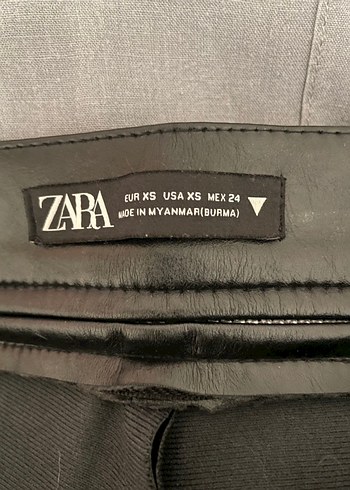 ZARA
EUR XS USA XS MEX 24
MADE IN MYANMAR(BURMA)